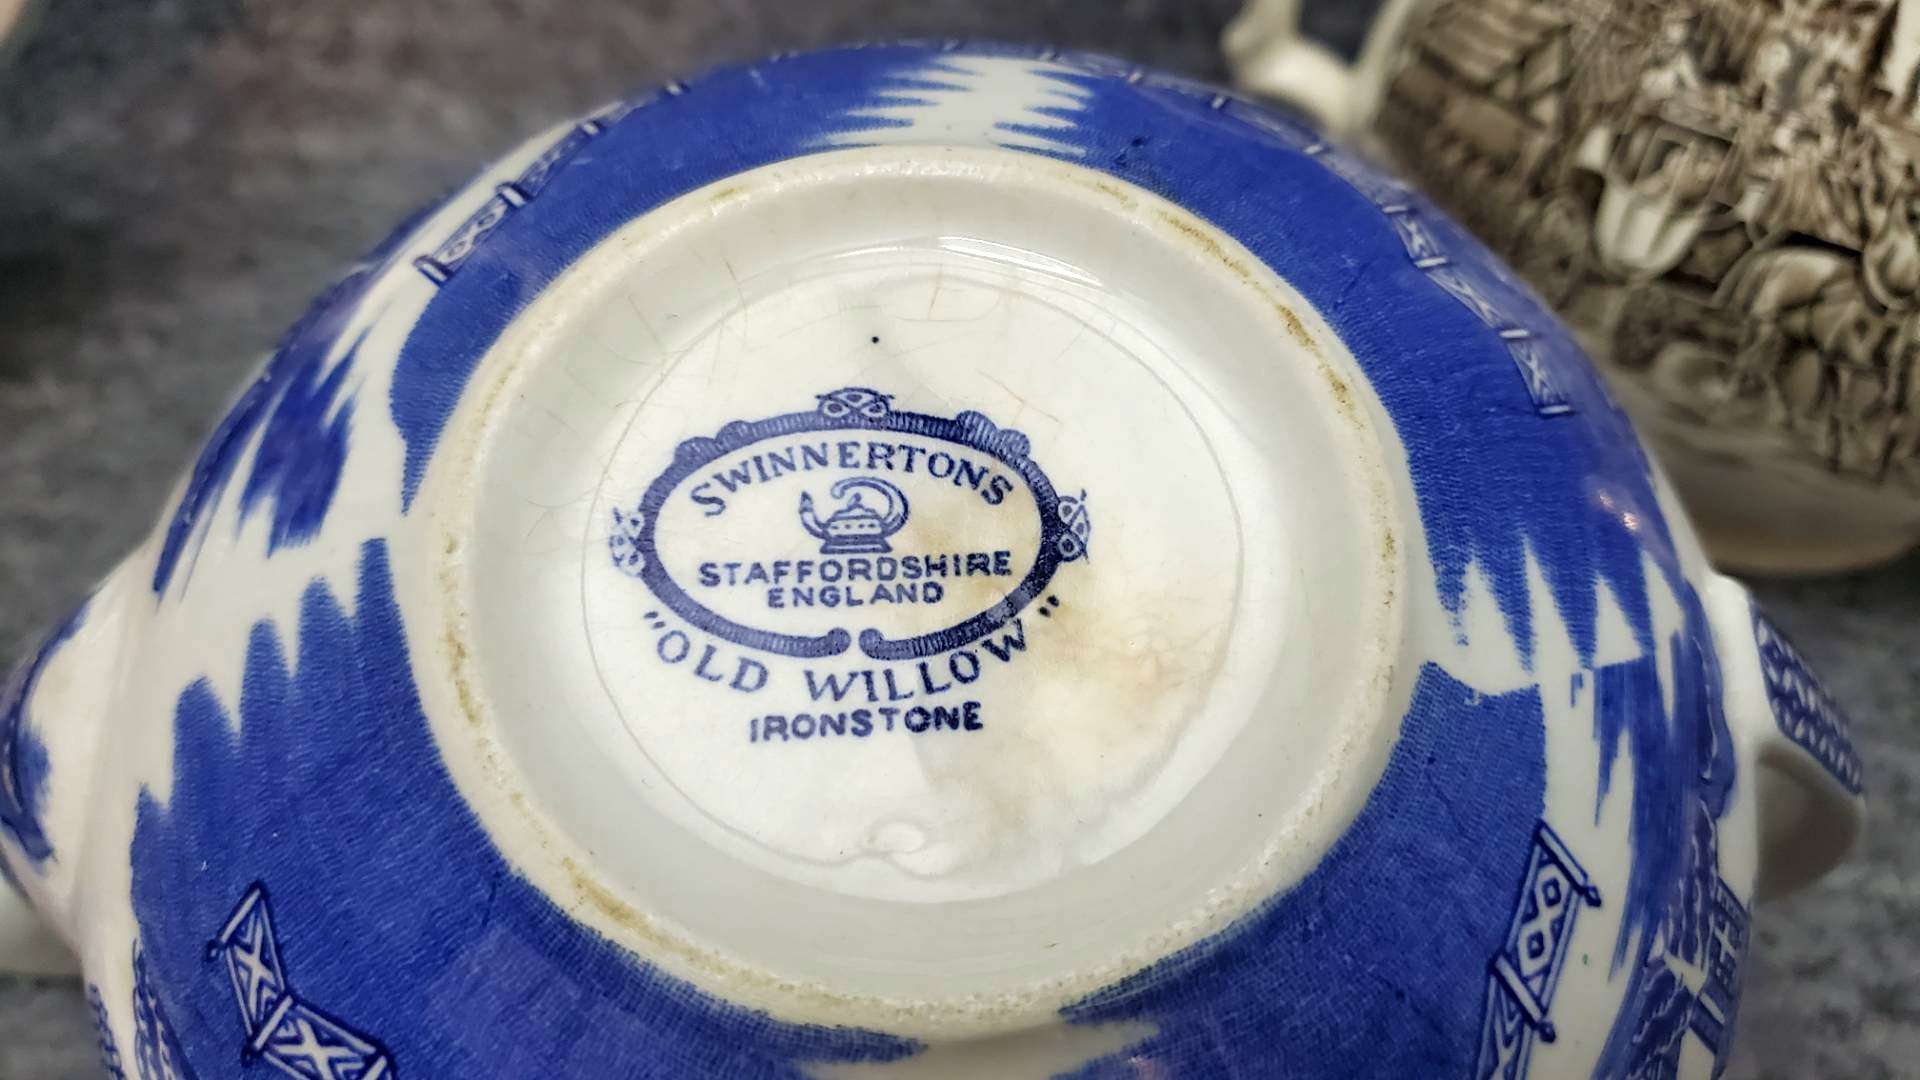 SWINNERTONS
STAFFORDSHIRE
ENGLAND
"OLD WILLOW"
IRONSTONE